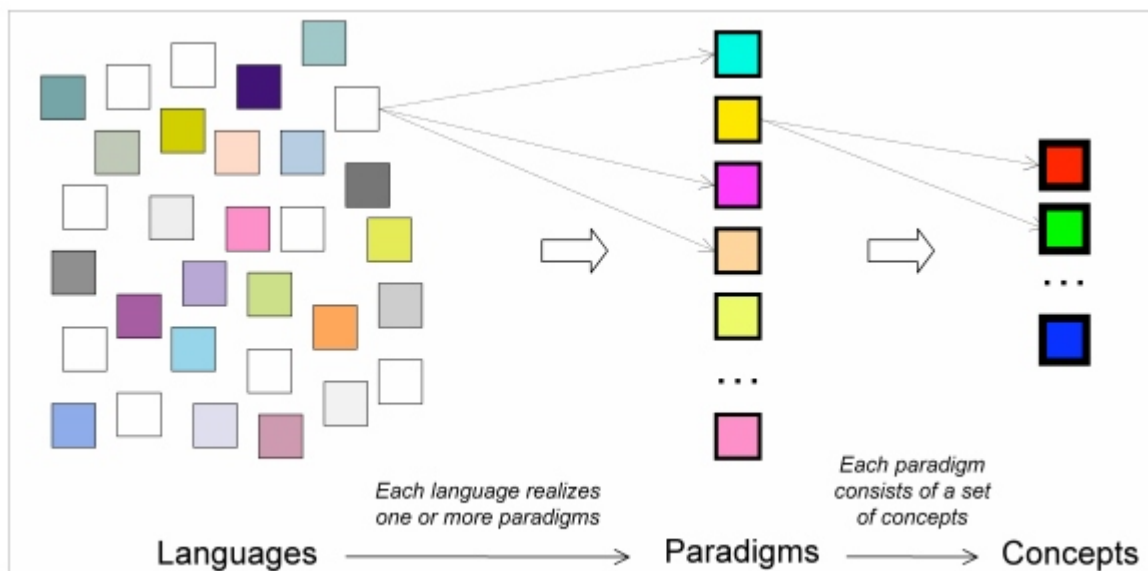 ...
...
Each language realizes
one or more paradigms
Each paradigm
consists of a set
of concepts
Languages
Paradigms
Concepts